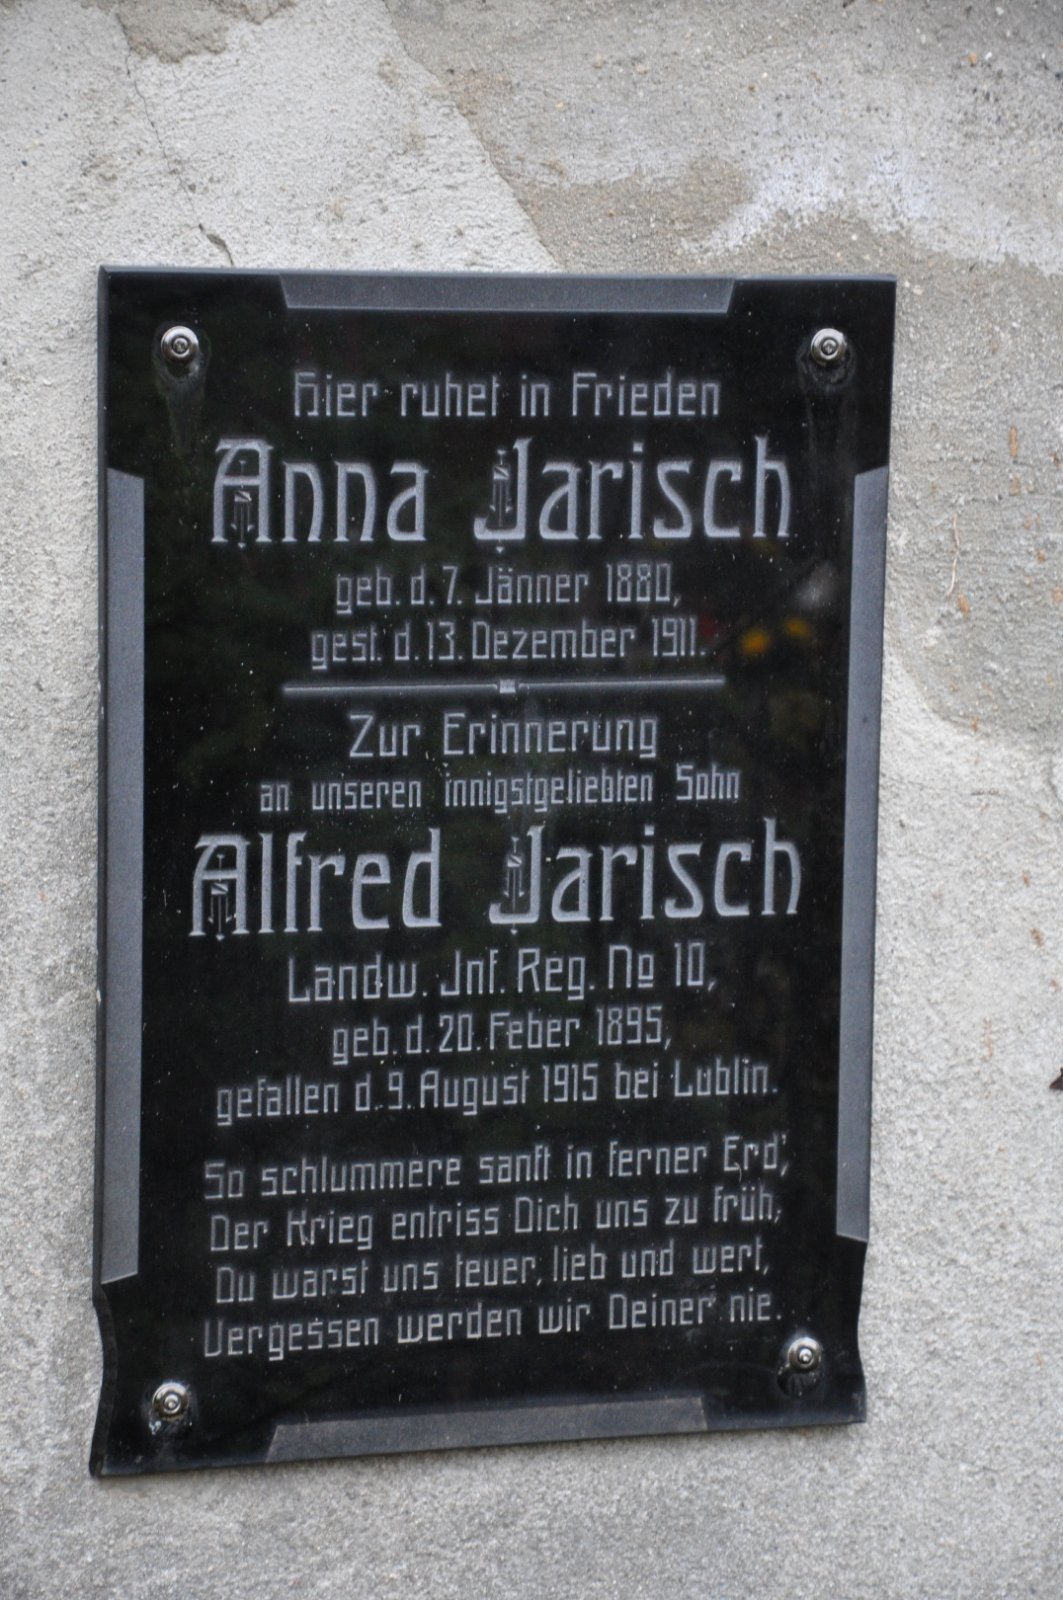 Hier ruhet in Frieden
Anna Jarisch
geb. d. 7. Jänner 1880,
gest. d. 13. Dezember 1911.
Zur Erinnerung
an unseren innigstgeliebten Sohn
Alfred Jarisch
Landw. Inf. Reg. No 10,
geb. d. 20. Feber 1895,
gefallen d. 9. August 1915 bei Lublin.
So schlummere sanft in ferner Erd',
Der Krieg entriss Dich uns zu früh,
Du warst uns teuer, lieb und wert,
Vergessen werden wir Deiner nie.